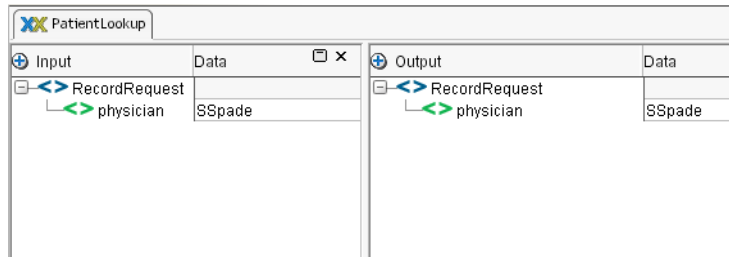 PatientLookup
Input Data Output Data
RecordRequest RecordRequest
physician SSpade physician SSpade